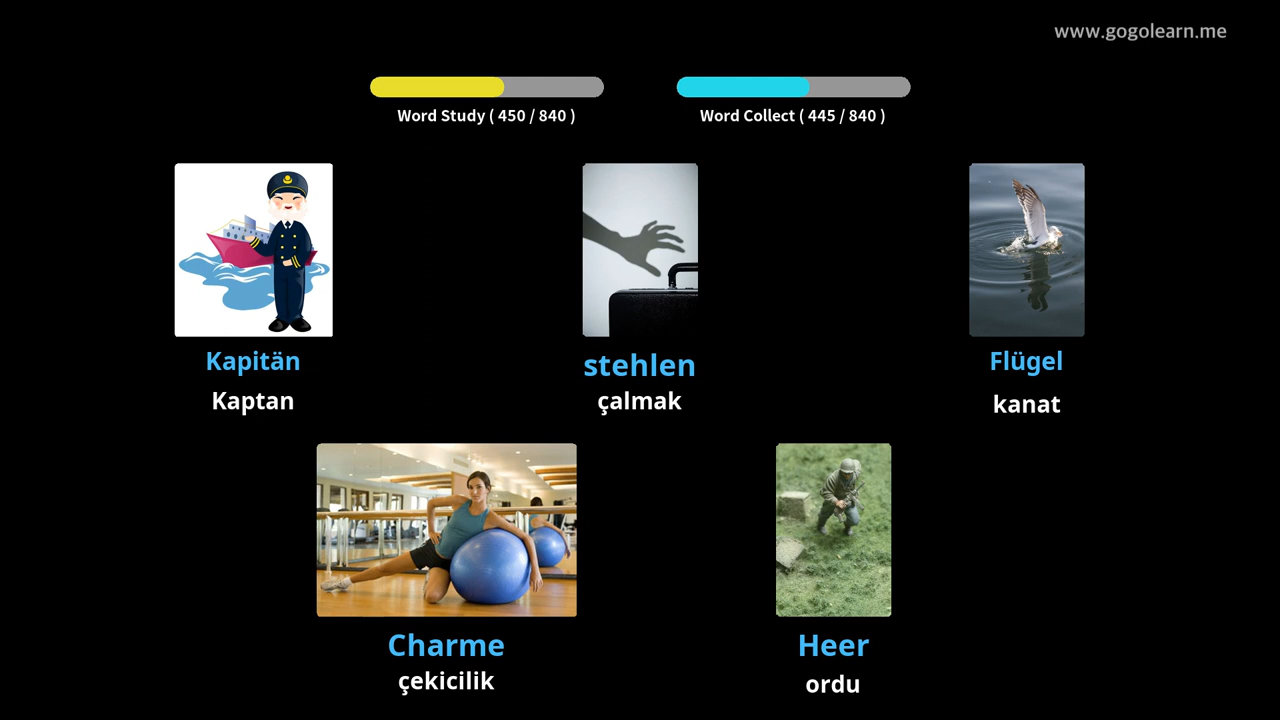 www.gogolearn.me
Word Study ( 450 / 840 )
Word Collect ( 445 / 840 )
Kapitän
Kaptan
stehlen
çalmak
Flügel
kanat
Charme
çekicilik
Heer
ordu